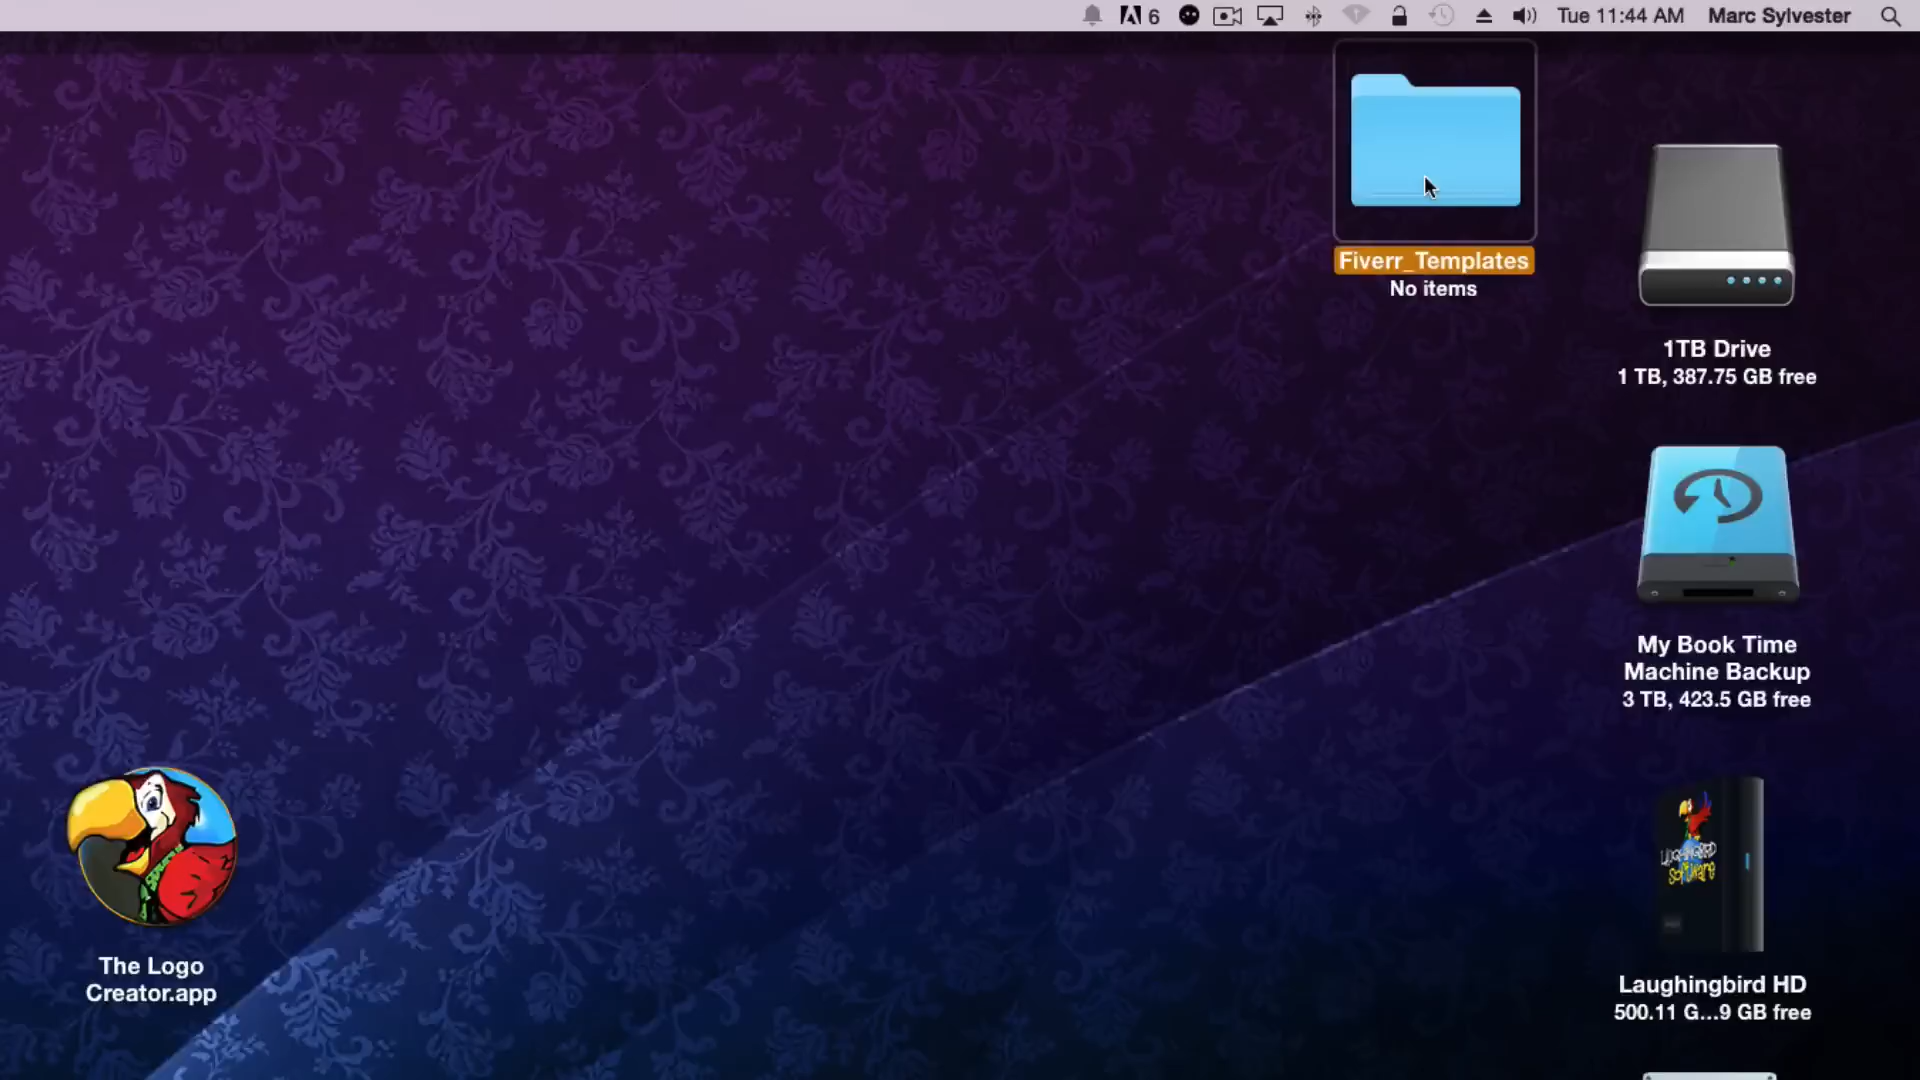 6 Tue 11:44 AM Marc Sylvester
Fiverr_Templates
No items
1TB Drive
1 TB, 387.75 GB free
My Book Time
Machine Backup
3 TB, 423.5 GB free
LAUGHINGBIRD
SOFTWARE
The Logo
Creator.app
Laughingbird HD
500.11 G...9 GB free